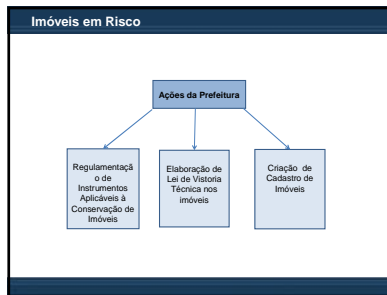 Imóveis em Risco
Ações da Prefeitura
Regulamentaçã
o de
Instrumentos
Aplicáveis à
Conservação de
Imóveis
Elaboração de
Lei de Vistoria
Técnica nos
imóveis
Criação de
Cadastro de
Imóveis